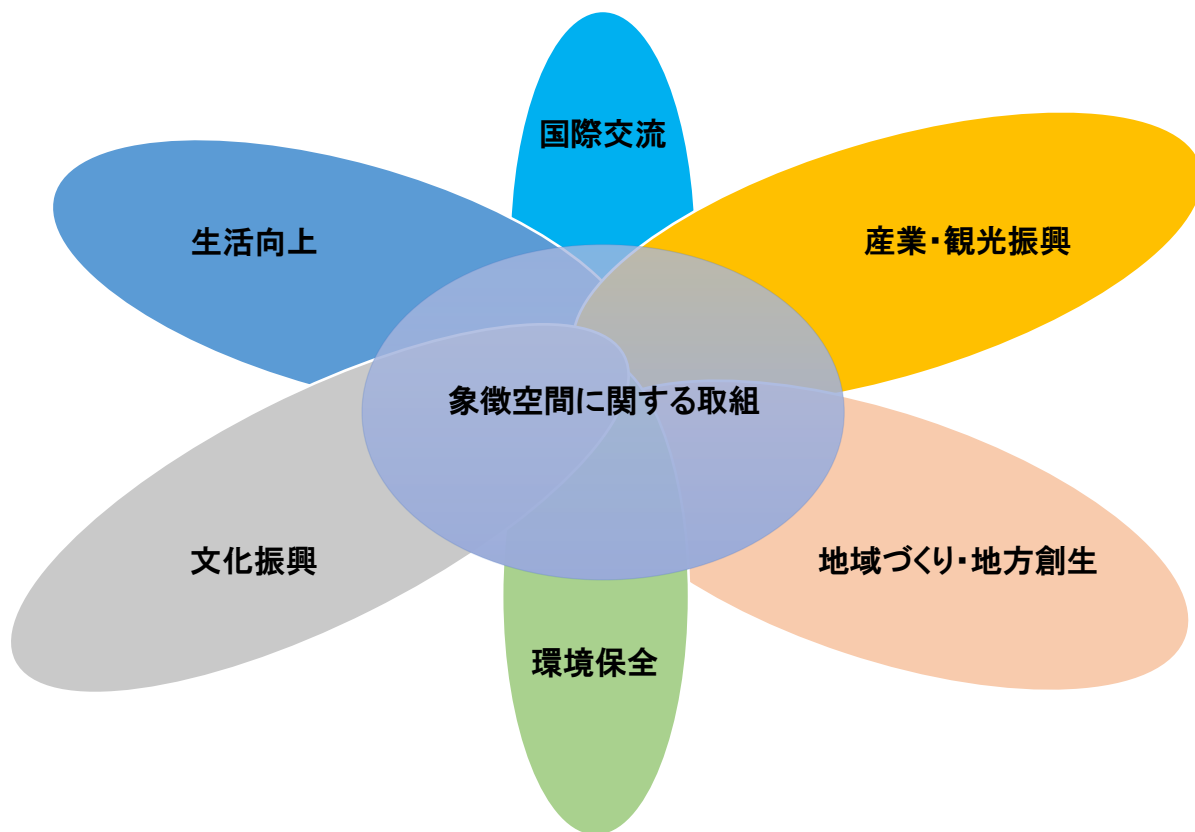 国際交流
生活向上
産業・観光振興
象徴空間に関する取組
文化振興
地域づくり・地方創生
環境保全